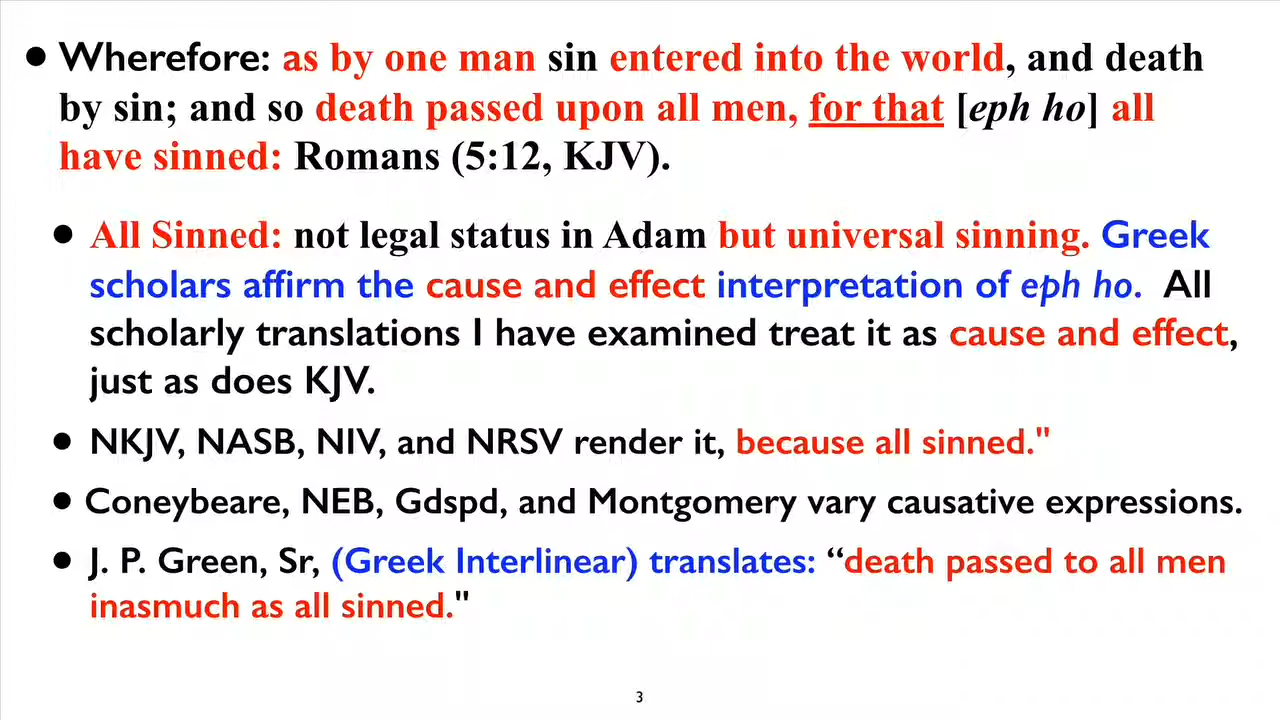 • Wherefore: as by one man sin entered into the world, and death
by sin; and so death passed upon all men, for that [eph ho] all
have sinned: Romans (5:12, KJV).
• All Sinned: not legal status in Adam but universal sinning. Greek
scholars affirm the cause and effect interpretation of eph ho. All
scholarly translations I have examined treat it as cause and effect,
just as does KJV.
• NKJV, NASB, NIV, and NRSV render it, because all sinned."
• Coneybeare, NEB, Gdspd, and Montgomery vary causative expressions.
• J. P. Green, Sr, (Greek Interlinear) translates: “death passed to all men
inasmuch as all sinned."
3